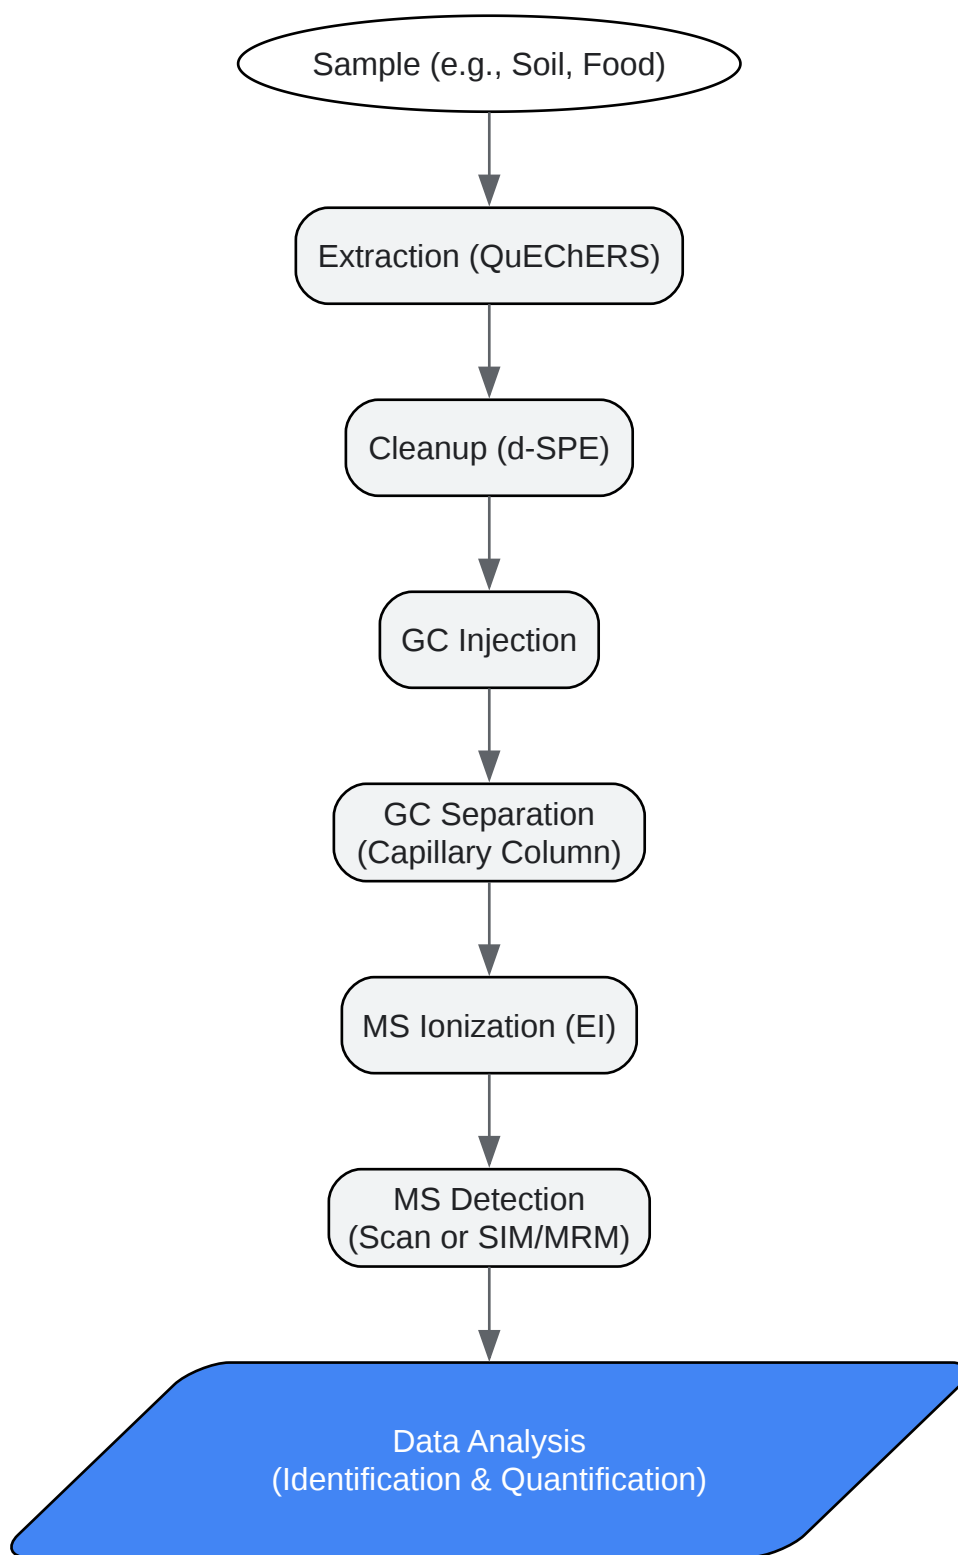 Sample (e.g., Soil, Food)
Extraction (QuEChERS)
Cleanup (d-SPE)
GC Injection
GC Separation
(Capillary Column)
MS Ionization (EI)
MS Detection
(Scan or SIM/MRM)
Data Analysis
(Identification & Quantification)